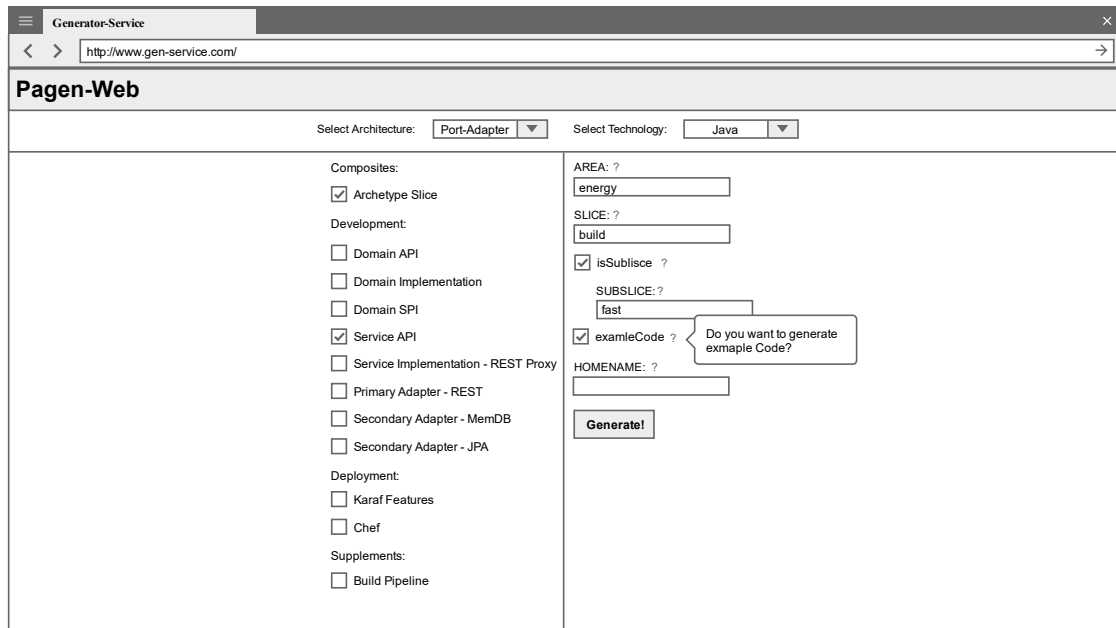 Generator-Service
http://www.gen-service.com/
Pagen-Web
Select Architecture: Port-Adapter Select Technology: Java
Composites:
Archetype Slice
Development:
Domain API
Domain Implementation
Domain SPI
Service API
Service Implementation - REST Proxy
Primary Adapter - REST
Secondary Adapter - MemDB
Secondary Adapter - JPA
Deployment:
Karaf Features
Chef
Supplements:
Build Pipeline
AREA: ?
energy
SLICE: ?
build
isSublisce ?
SUBSLICE:?
fast
examleCode ?
Do you want to generate
exmaple Code?
HOMENAME: ?
Generate!